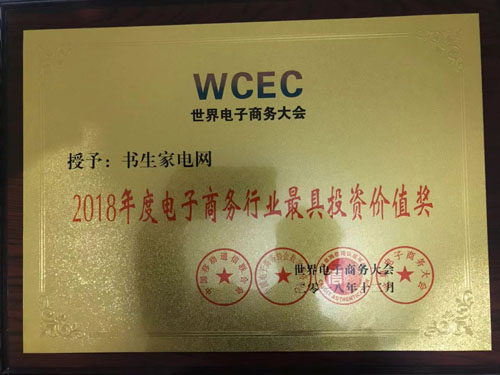 WCEC
世界电子商务大会
授予：书生家电网
2018年度电子商务行业最具投资价值奖
世界电子商务大会
二零一八年十二月